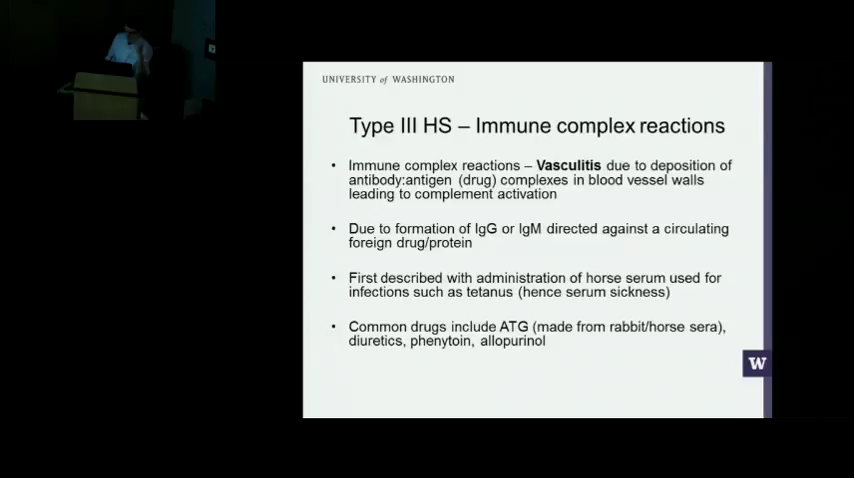 UNIVERSITY of WASHINGTON
Type III HS – Immune complex reactions
• Immune complex reactions – Vasculitis due to deposition of
antibody:antigen (drug) complexes in blood vessel walls
leading to complement activation
• Due to formation of IgG or IgM directed against a circulating
foreign drug/protein
• First described with administration of horse serum used for
infections such as tetanus (hence serum sickness)
• Common drugs include ATG (made from rabbit/horse sera),
diuretics, phenytoin, allopurinol
W